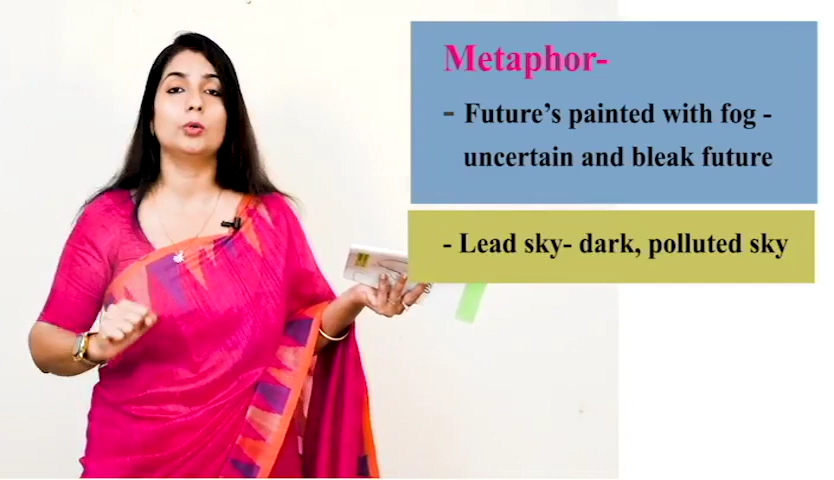 Metaphor-
- Future's painted with fog -
uncertain and bleak future
- Lead sky- dark, polluted sky